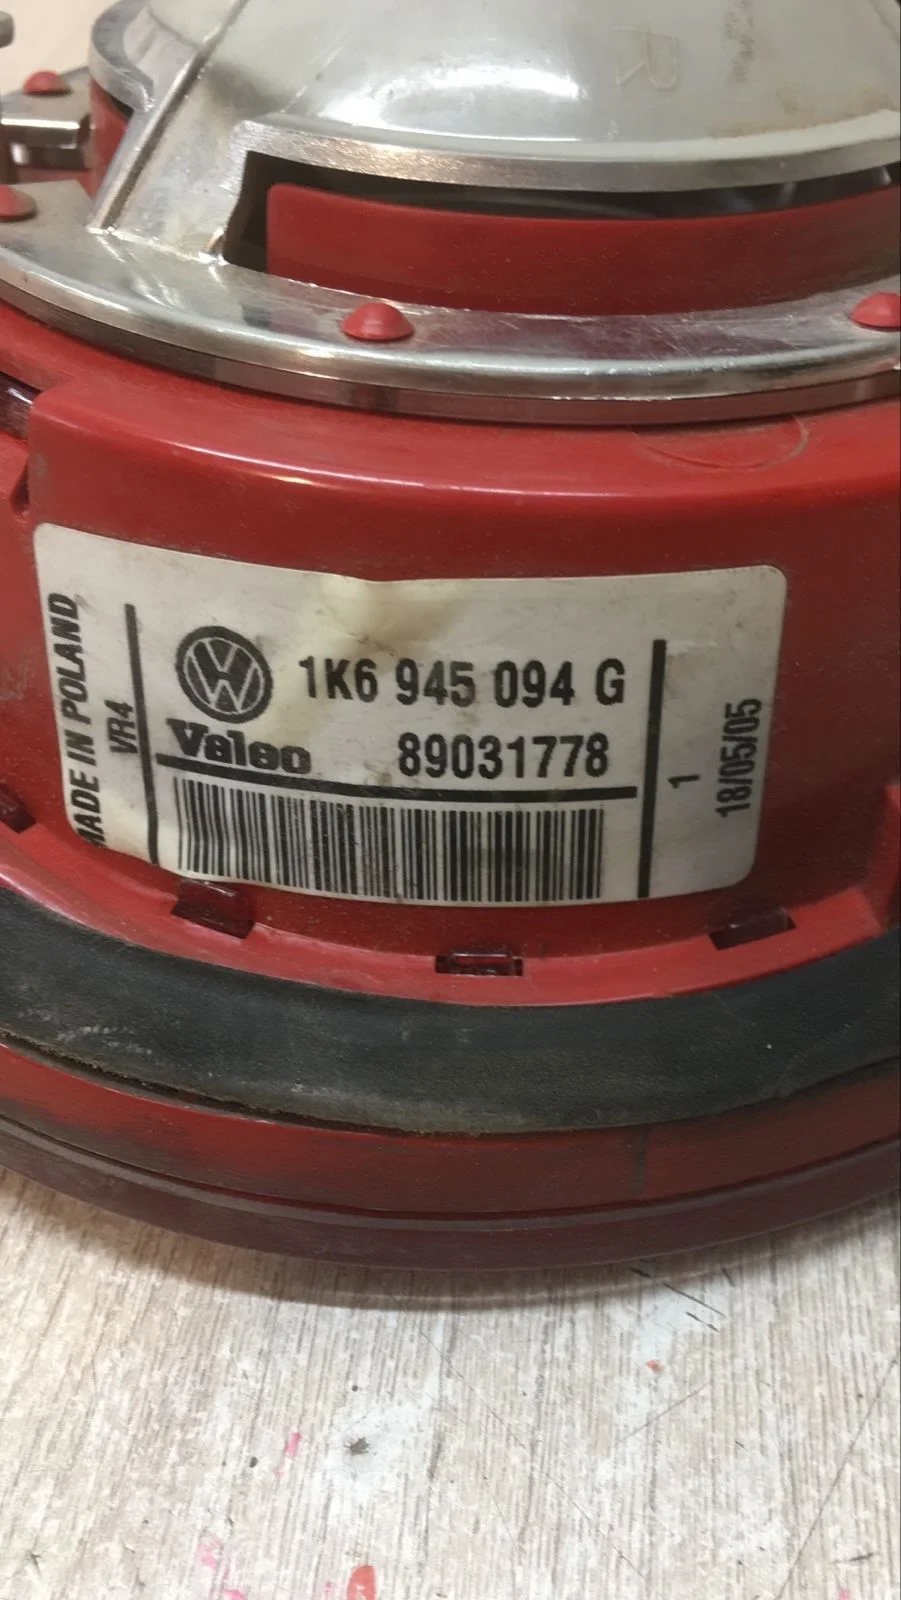 R
MADE IN POLAND
VR4
1K6 945 094 G
Valeo 89031778
1
18/05/05